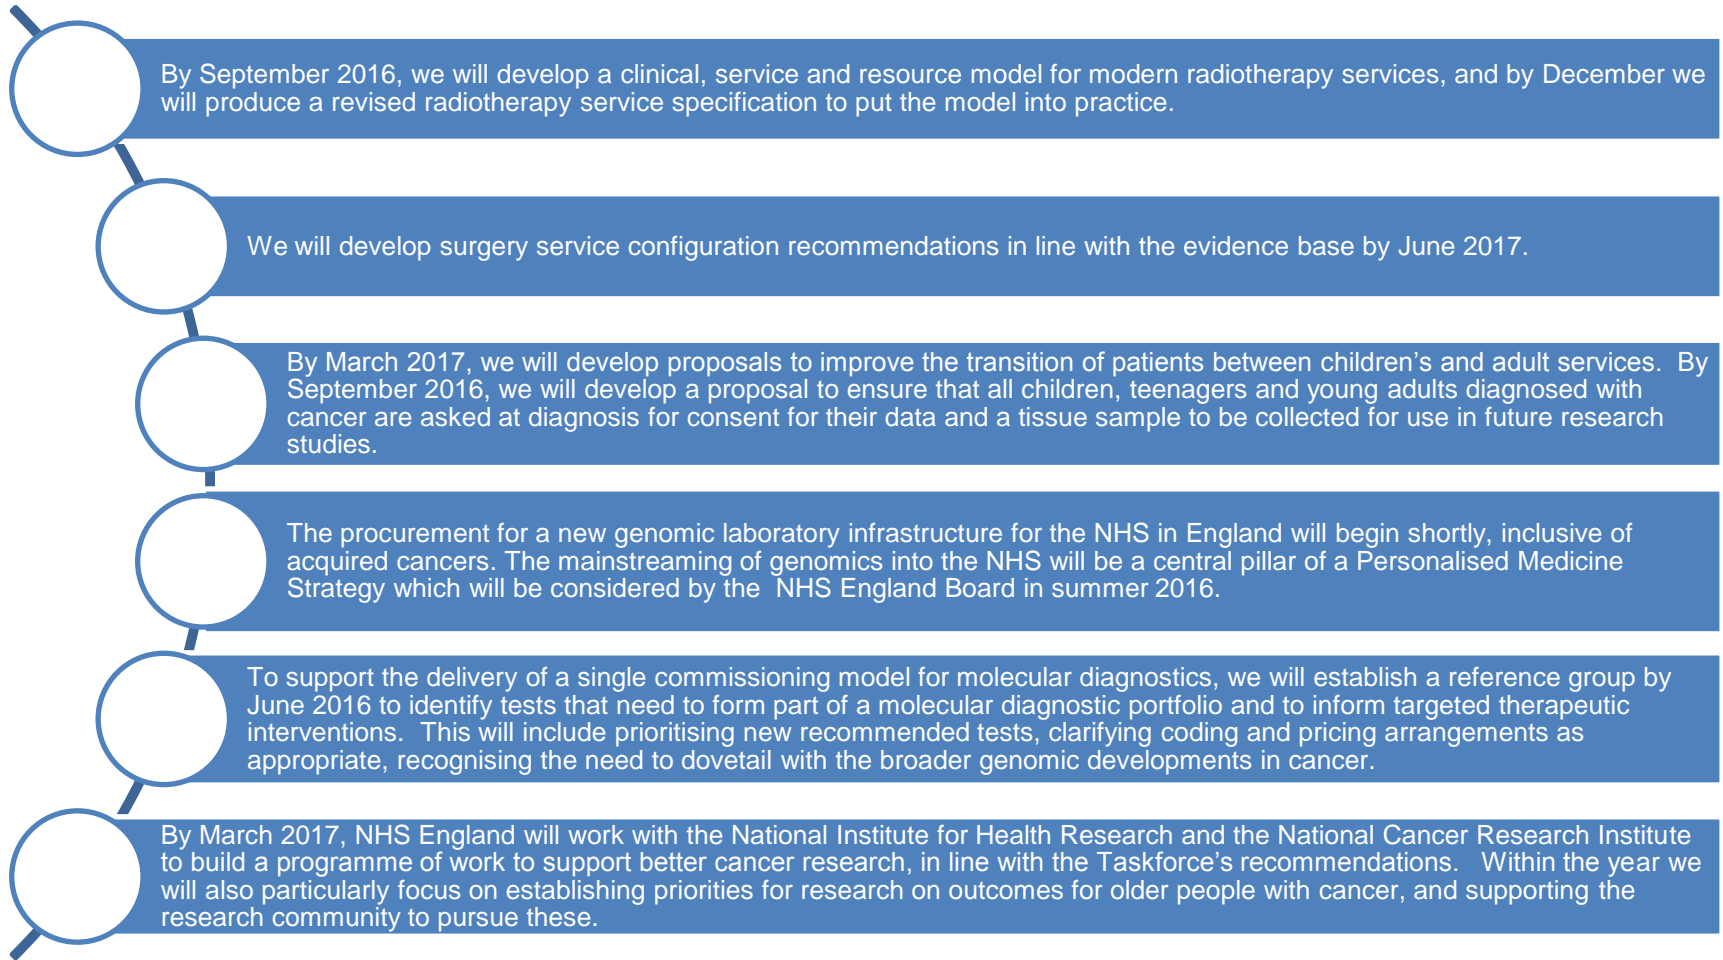 By September 2016, we will develop a clinical, service and resource model for modern radiotherapy services, and by December we
will produce a revised radiotherapy service specification to put the model into practice.
We will develop surgery service configuration recommendations in line with the evidence base by June 2017.
By March 2017, we will develop proposals to improve the transition of patients between children’s and adult services.  By
September 2016, we will develop a proposal to ensure that all children, teenagers and young adults diagnosed with
cancer are asked at diagnosis for consent for their data and a tissue sample to be collected for use in future research
studies.
The procurement for a new genomic laboratory infrastructure for the NHS in England will begin shortly, inclusive of
acquired cancers. The mainstreaming of genomics into the NHS will be a central pillar of a Personalised Medicine
Strategy which will be considered by the  NHS England Board in summer 2016.
To support the delivery of a single commissioning model for molecular diagnostics, we will establish a reference group by
June 2016 to identify tests that need to form part of a molecular diagnostic portfolio and to inform targeted therapeutic
interventions.  This will include prioritising new recommended tests, clarifying coding and pricing arrangements as
appropriate, recognising the need to dovetail with the broader genomic developments in cancer.
By March 2017, NHS England will work with the National Institute for Health Research and the National Cancer Research Institute
to build a programme of work to support better cancer research, in line with the Taskforce’s recommendations.   Within the year we
will also particularly focus on establishing priorities for research on outcomes for older people with cancer, and supporting the
research community to pursue these.